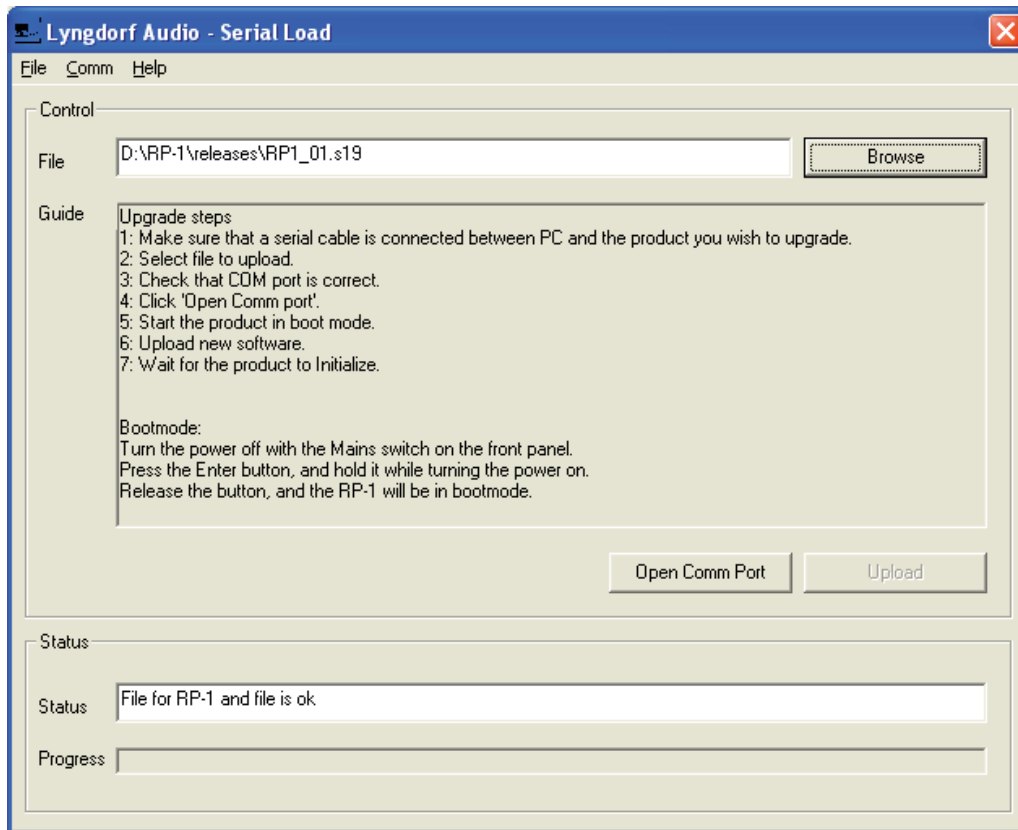 Lyngdorf Audio - Serial Load
File Comm Help
Control
File D:\RP-1\releases\RP1_01.s19 Browse
Guide
Upgrade steps
1: Make sure that a serial cable is connected between PC and the product you wish to upgrade.
2: Select file to upload.
3: Check that COM port is correct.
4: Click 'Open Comm port'.
5: Start the product in boot mode.
6: Upload new software.
7: Wait for the product to Initialize.
Bootmode:
Turn the power off with the Mains switch on the front panel.
Press the Enter button, and hold it while turning the power on.
Release the button, and the RP-1 will be in bootmode.
Open Comm Port Upload
Status
Status File for RP-1 and file is ok
Progress